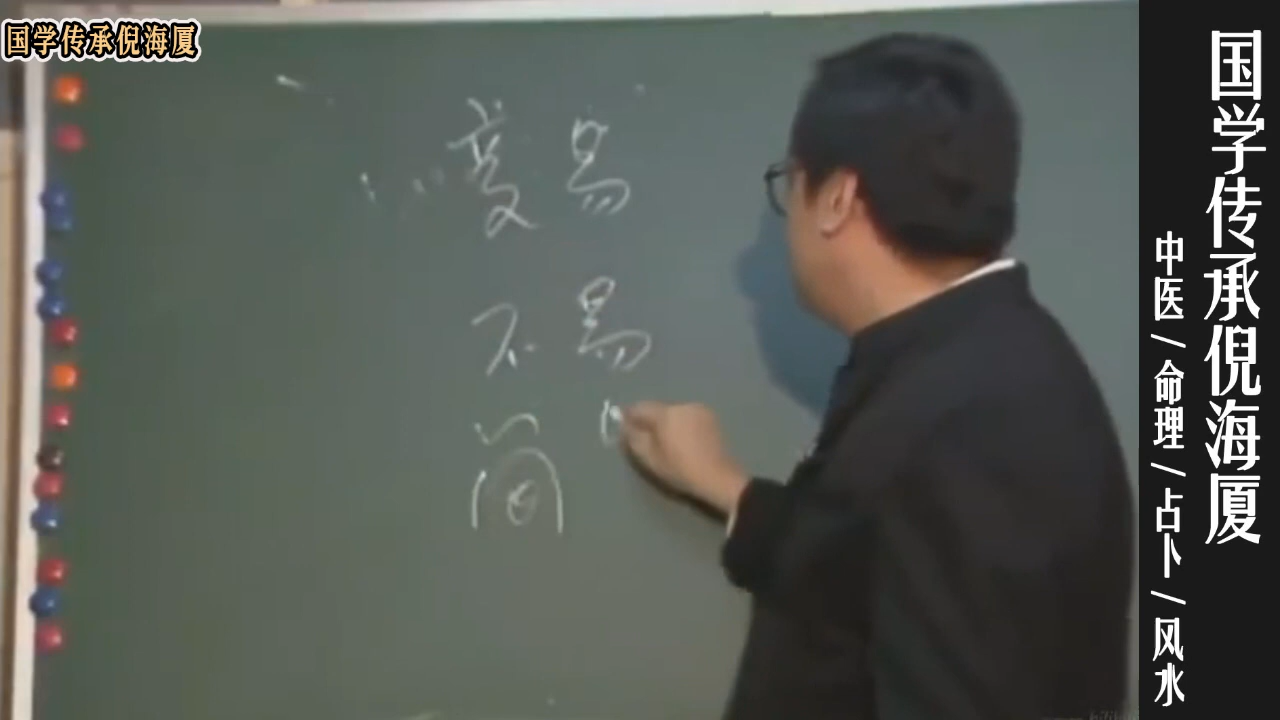 国学传承倪海厦
变易
不易
简
国学传承倪海厦
中医/命理/占卜/风水